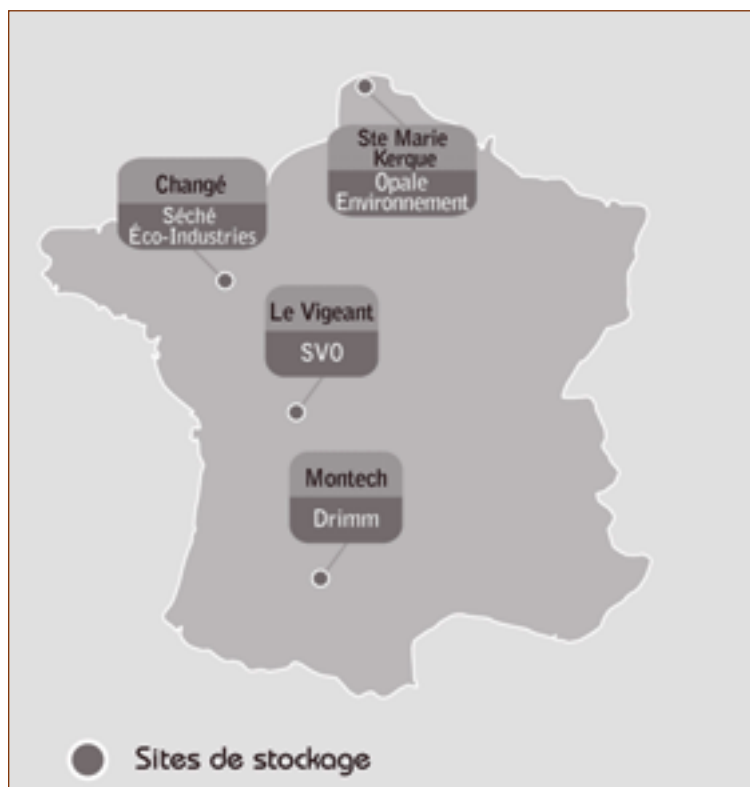 Ste Marie
Kerque
Opale
Environnement
Changé
Séché
Éco-Industries
Le Vigeant
SVO
Montech
Drimm
Sites de stockage